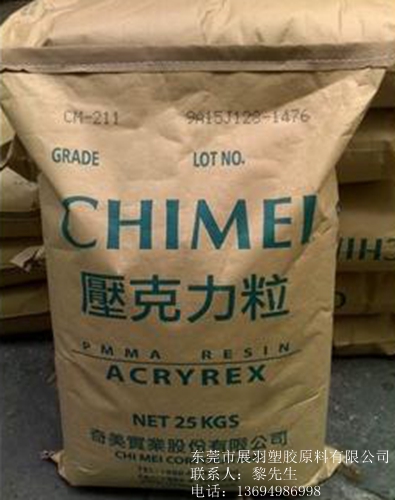 CM-211 9A15J128-1476
GRADE LOT NO.
CHIMEI
壓克力粒
PMMA RESIN
ACRYREX
NET 25 KGS
奇美實業股份有限公司
CHI MEI
东莞市展羽塑胶原料有限公司
联系人：黎先生
电话：13694986998
CHI